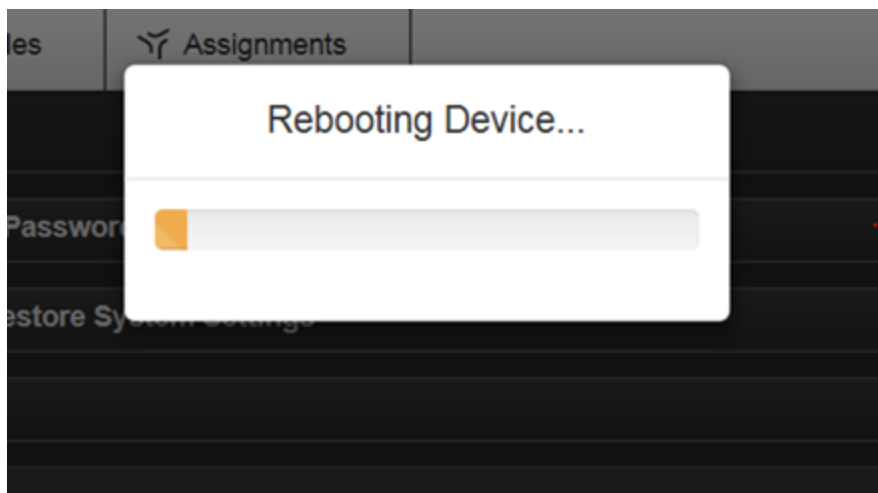 les
Assignments
Rebooting Device...
Passwor
estore System Settings